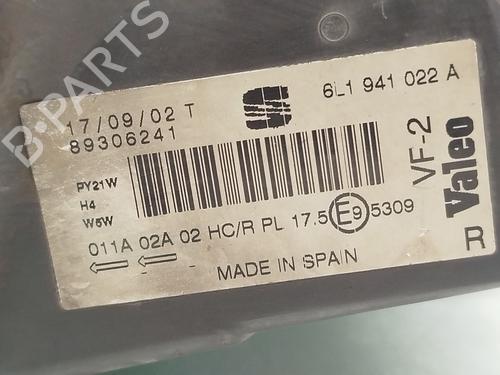 B-PARTS
17/09/02 T
89306241
6L1 941 022 A
PY21W
H4
W5W
VF-2
Valeo
011A 02A 02 HC/R PL 17.5 E9 5309
MADE IN SPAIN
R